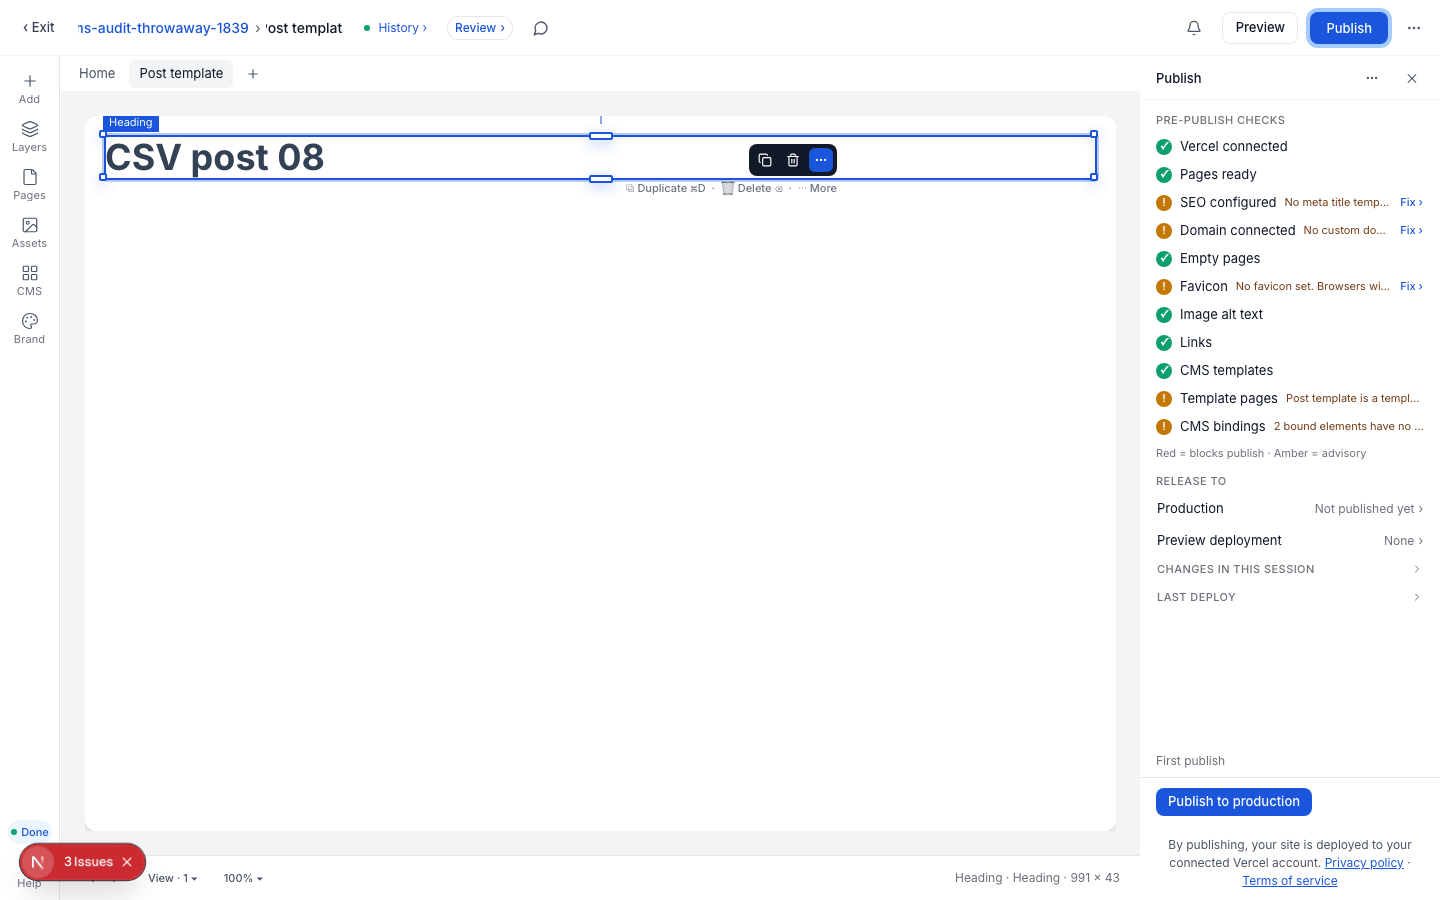 ‹ Exit
ns-audit-throwaway-1839 › Post templat
History ›
Review ›
Preview
Publish
Home
Post template
Add
Layers
Pages
Assets
CMS
Brand
Done
3 Issues
Help
Heading
CSV post 08
Duplicate ⌘D · Delete ⌫ · ··· More
View · 1
100%
Heading · Heading · 991 × 43
Publish
PRE-PUBLISH CHECKS
Vercel connected
Pages ready
SEO configured No meta title temp... Fix ›
Domain connected No custom do... Fix ›
Empty pages
Favicon No favicon set. Browsers wi... Fix ›
Image alt text
Links
CMS templates
Template pages Post template is a templ...
CMS bindings 2 bound elements have no ...
Red = blocks publish · Amber = advisory
RELEASE TO
Production Not published yet ›
Preview deployment None ›
CHANGES IN THIS SESSION
LAST DEPLOY
First publish
Publish to production
By publishing, your site is deployed to your
connected Vercel account. Privacy policy ·
Terms of service